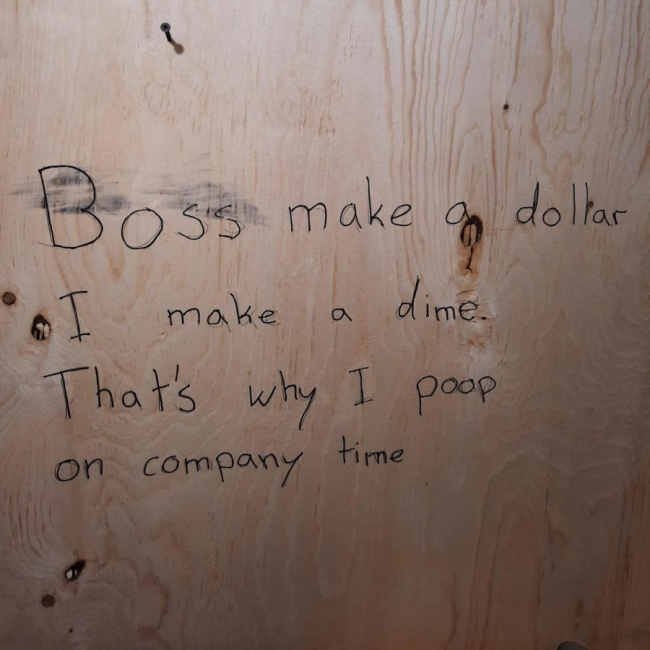 Boss make a dollar
I make a dime.
That's why I poop
on company time